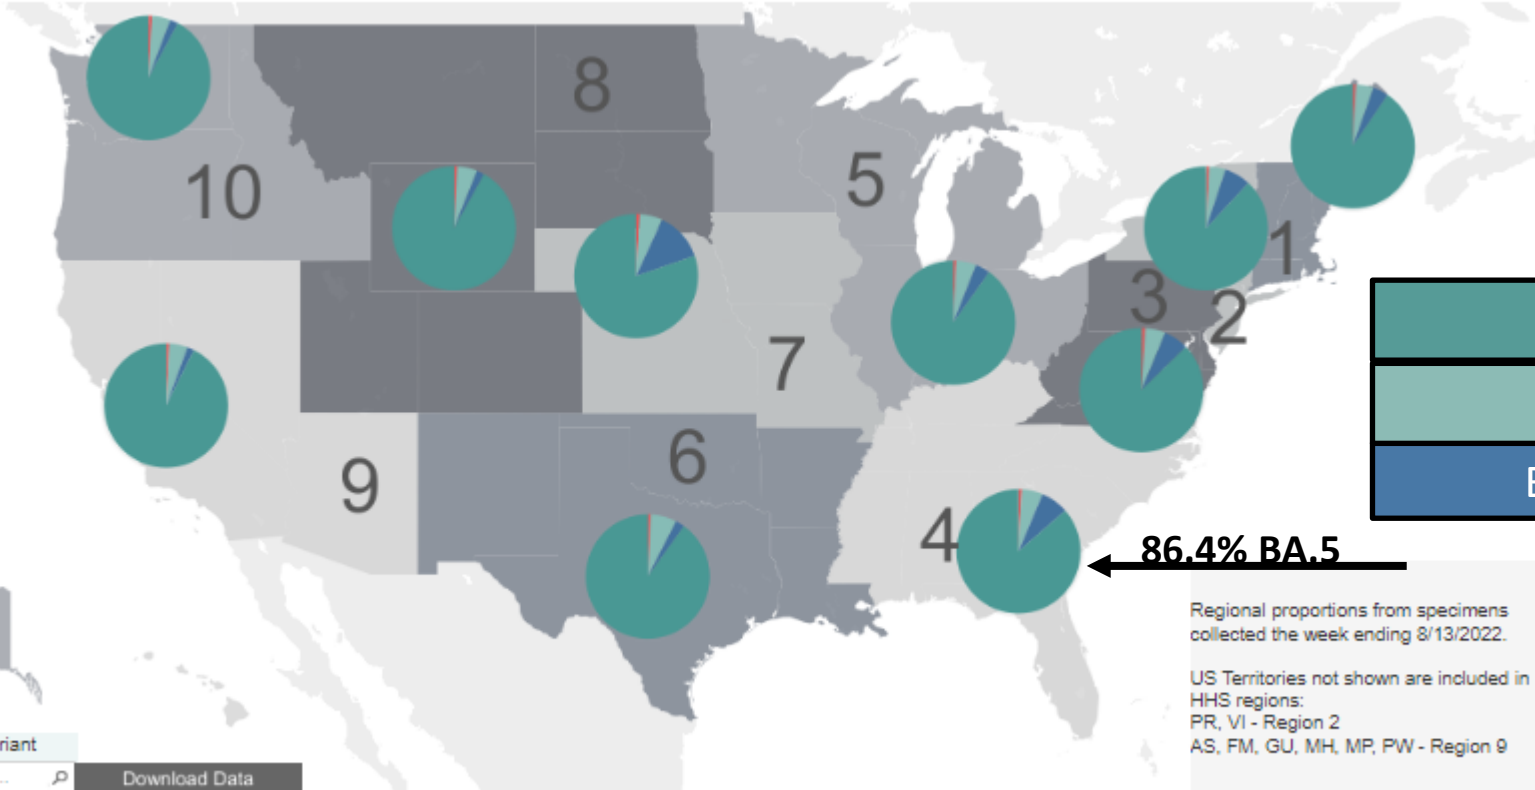 8
10
5
1
3
2
7
6
9
4
86.4% BA.5
Regional proportions from specimens
collected the week ending 8/13/2022.
US Territories not shown are included in
HHS regions:
PR, VI - Region 2
AS, FM, GU, MH, MP, PW - Region 9
riant
Download Data